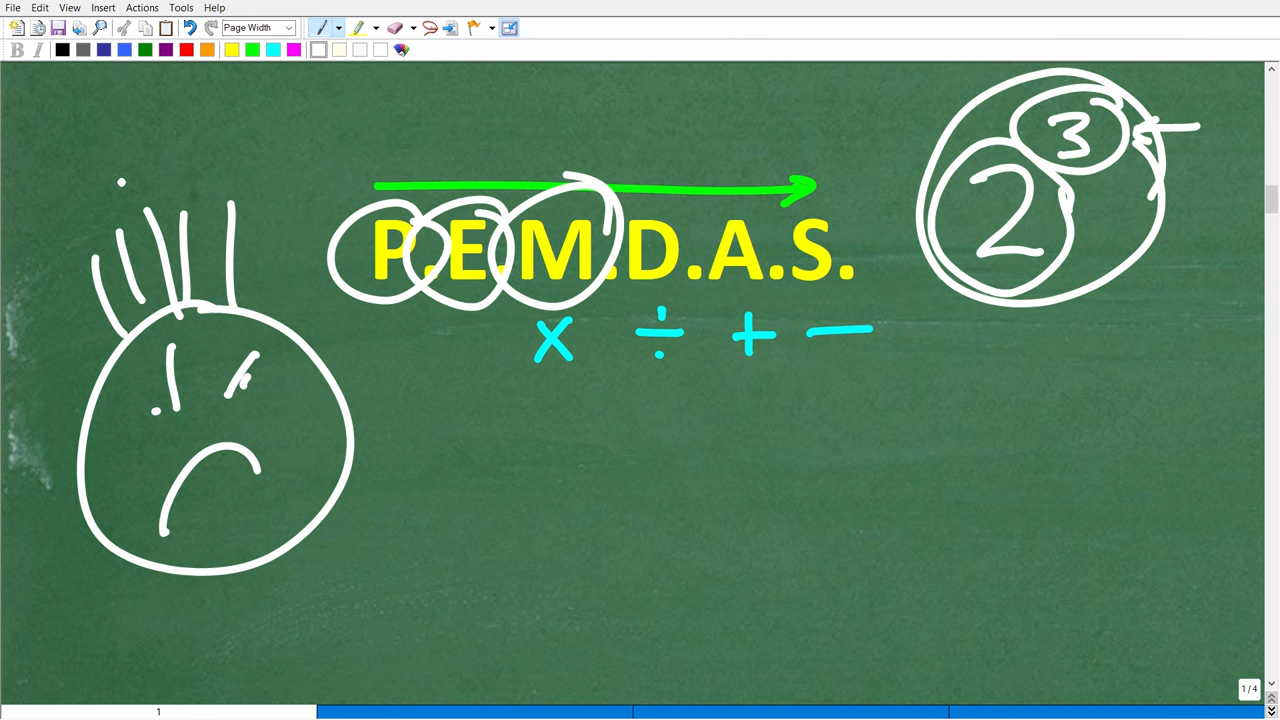 File Edit View Insert Actions Tools Help
Page Width
B I
2³
P.E.M.D.A.S.
× ÷ + −
1 / 4
1